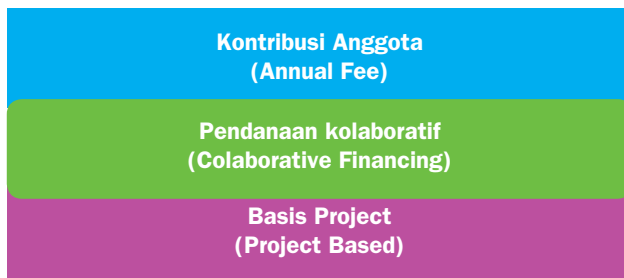 Kontribusi Anggota
(Annual Fee)
Pendanaan kolaboratif
(Colaborative Financing)
Basis Project
(Project Based)